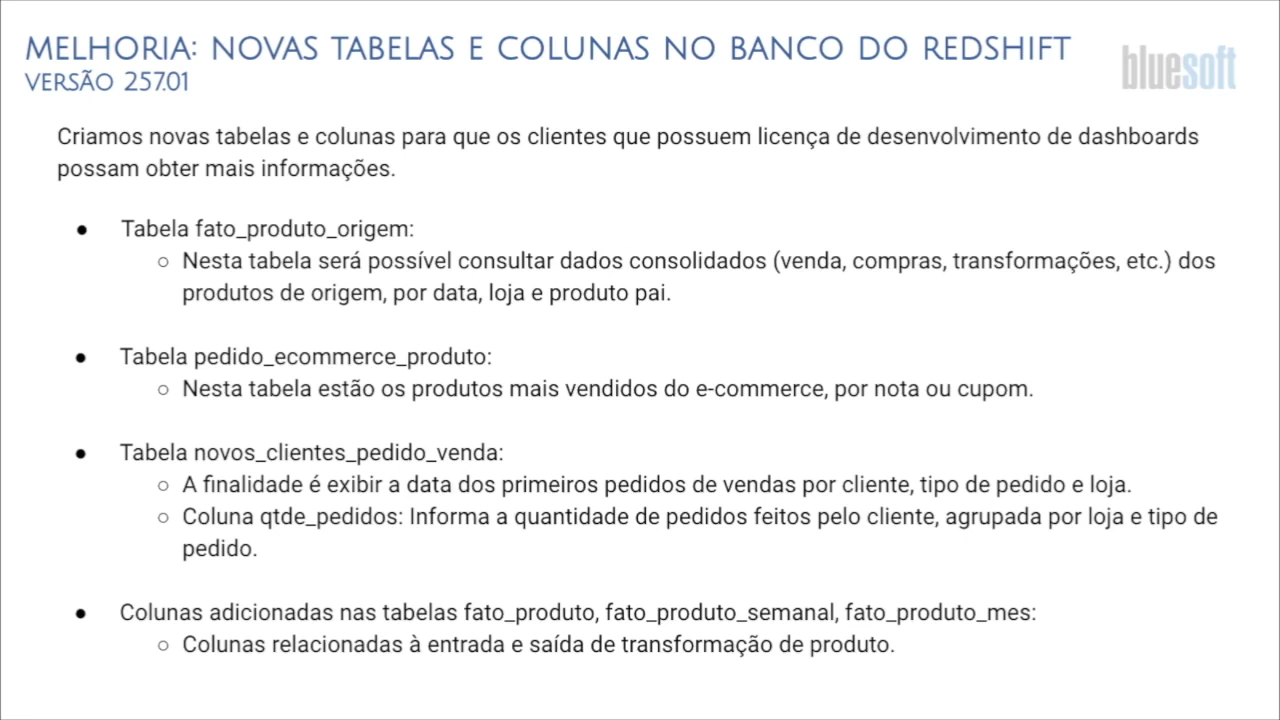 MELHORIA: NOVAS TABELAS E COLUNAS NO BANCO DO REDSHIFT
VERSÃO 257.01
bluesoft
Criamos novas tabelas e colunas para que os clientes que possuem licença de desenvolvimento de dashboards
possam obter mais informações.
● Tabela fato_produto_origem:
○ Nesta tabela será possível consultar dados consolidados (venda, compras, transformações, etc.) dos
produtos de origem, por data, loja e produto pai.
● Tabela pedido_ecommerce_produto:
○ Nesta tabela estão os produtos mais vendidos do e-commerce, por nota ou cupom.
● Tabela novos_clientes_pedido_venda:
○ A finalidade é exibir a data dos primeiros pedidos de vendas por cliente, tipo de pedido e loja.
○ Coluna qtde_pedidos: Informa a quantidade de pedidos feitos pelo cliente, agrupada por loja e tipo de
pedido.
● Colunas adicionadas nas tabelas fato_produto, fato_produto_semanal, fato_produto_mes:
○ Colunas relacionadas à entrada e saída de transformação de produto.